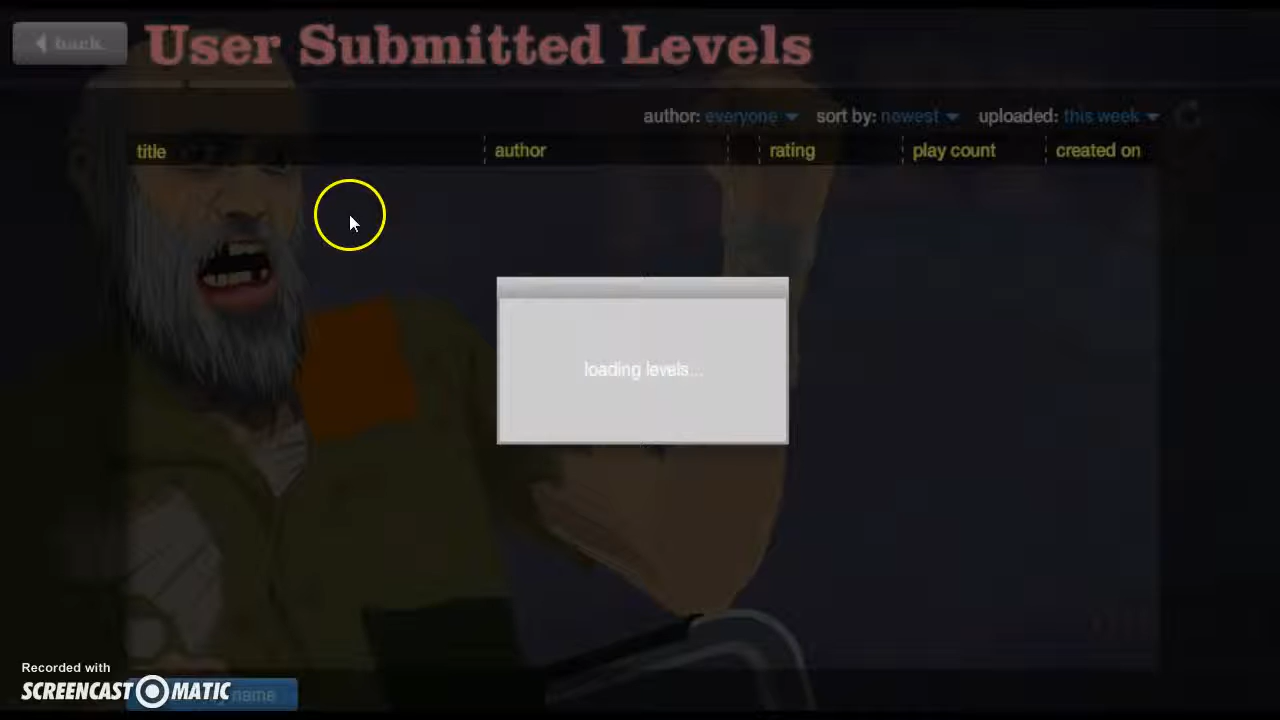 back
User Submitted Levels
author: everyone sort by: newest uploaded: this week
title author rating play count created on
loading levels...
Recorded with
SCREENCAST MATIC
name